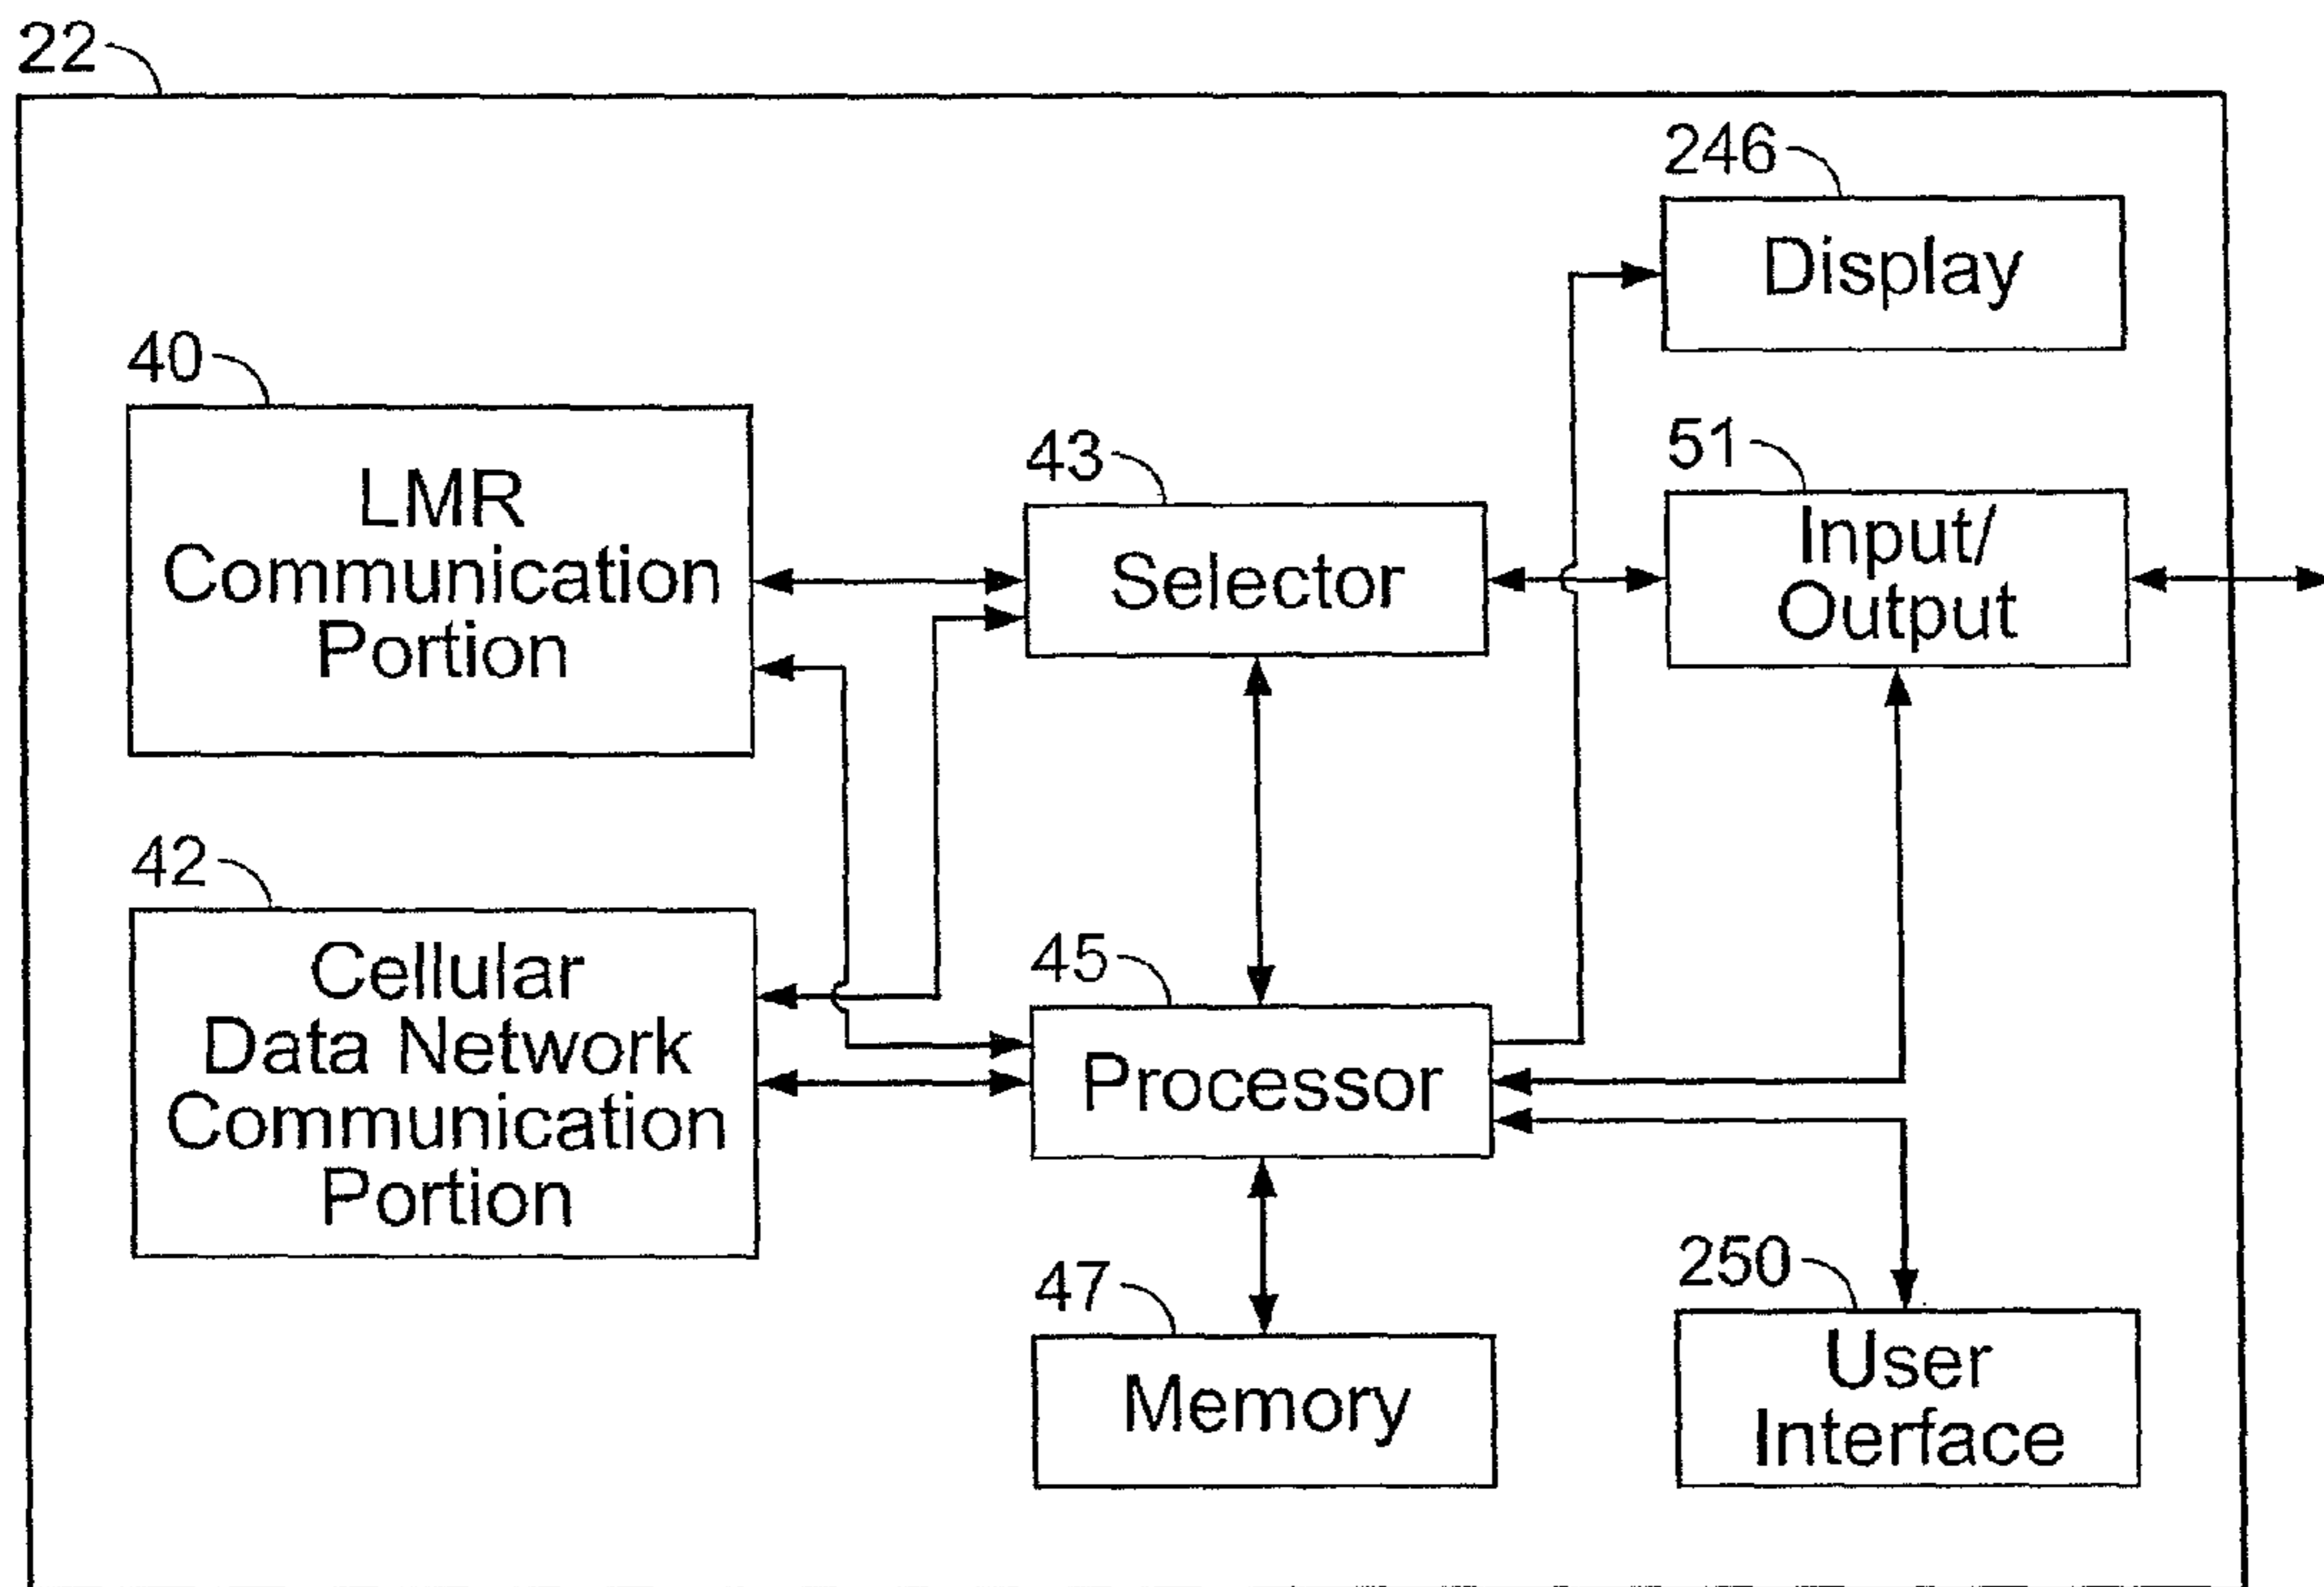 22
246
Display
40
LMR
Communication
Portion
43
Selector
51
Input/
Output
42
Cellular
Data Network
Communication
Portion
45
Processor
47
Memory
250
User
Interface